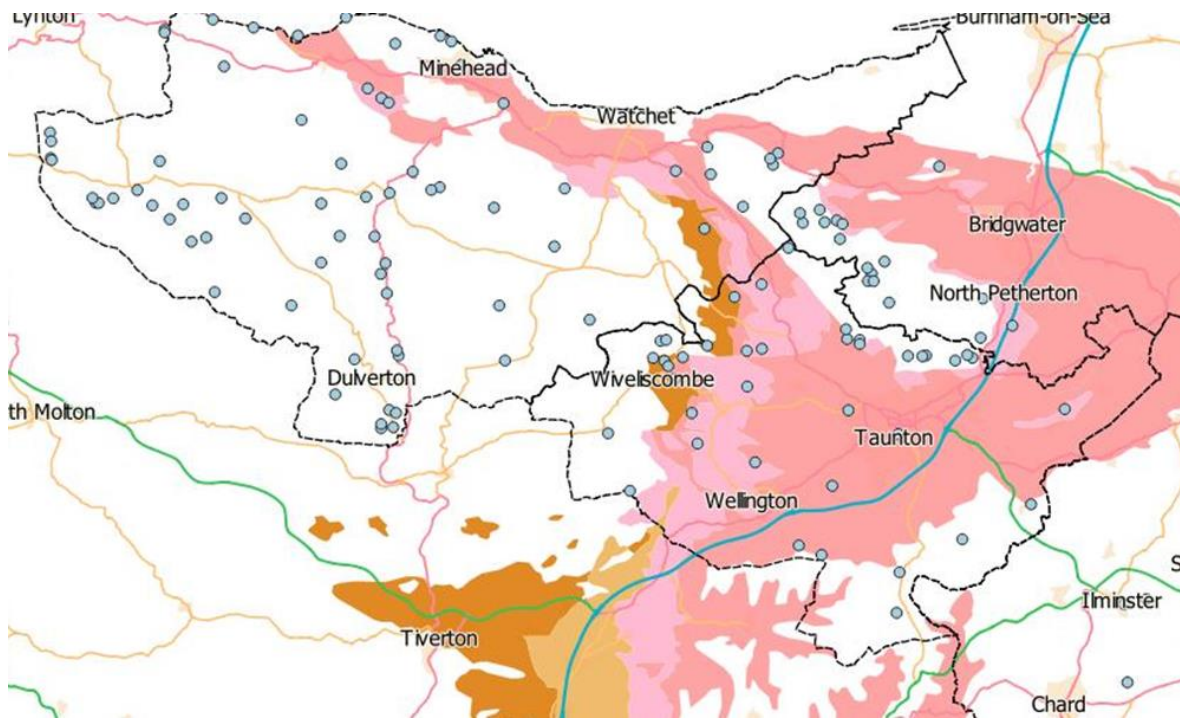 Lynton
Burnham-on-Sea
Minehead
Watchet
Bridgwater
North Petherton
Dulverton
Wiveliscombe
th Molton
Taunton
Wellington
S
Ilminster
Tiverton
Chard